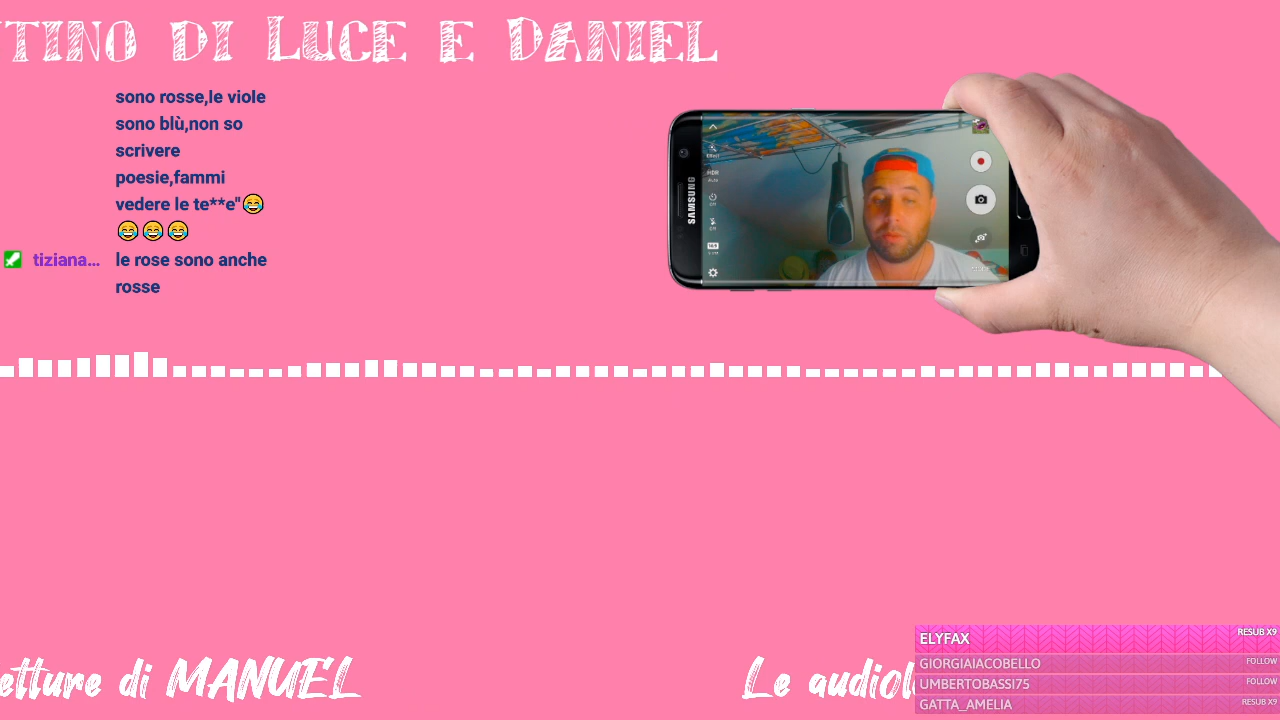 TINO DI LUCE E DANIEL
sono rosse,le viole
sono blù,non so
scrivere
poesie,fammi
vedere le te**e"😂
😂😂😂
tiziana... le rose sono anche
rosse
SAMSUNG
HDR
etture di MANUEL
Le audiol
ELYFAX RESUB X9
GIORGIAIACOBELLO FOLLOW
UMBERTOBASSI75 FOLLOW
GATTA_AMELIA RESUB X9